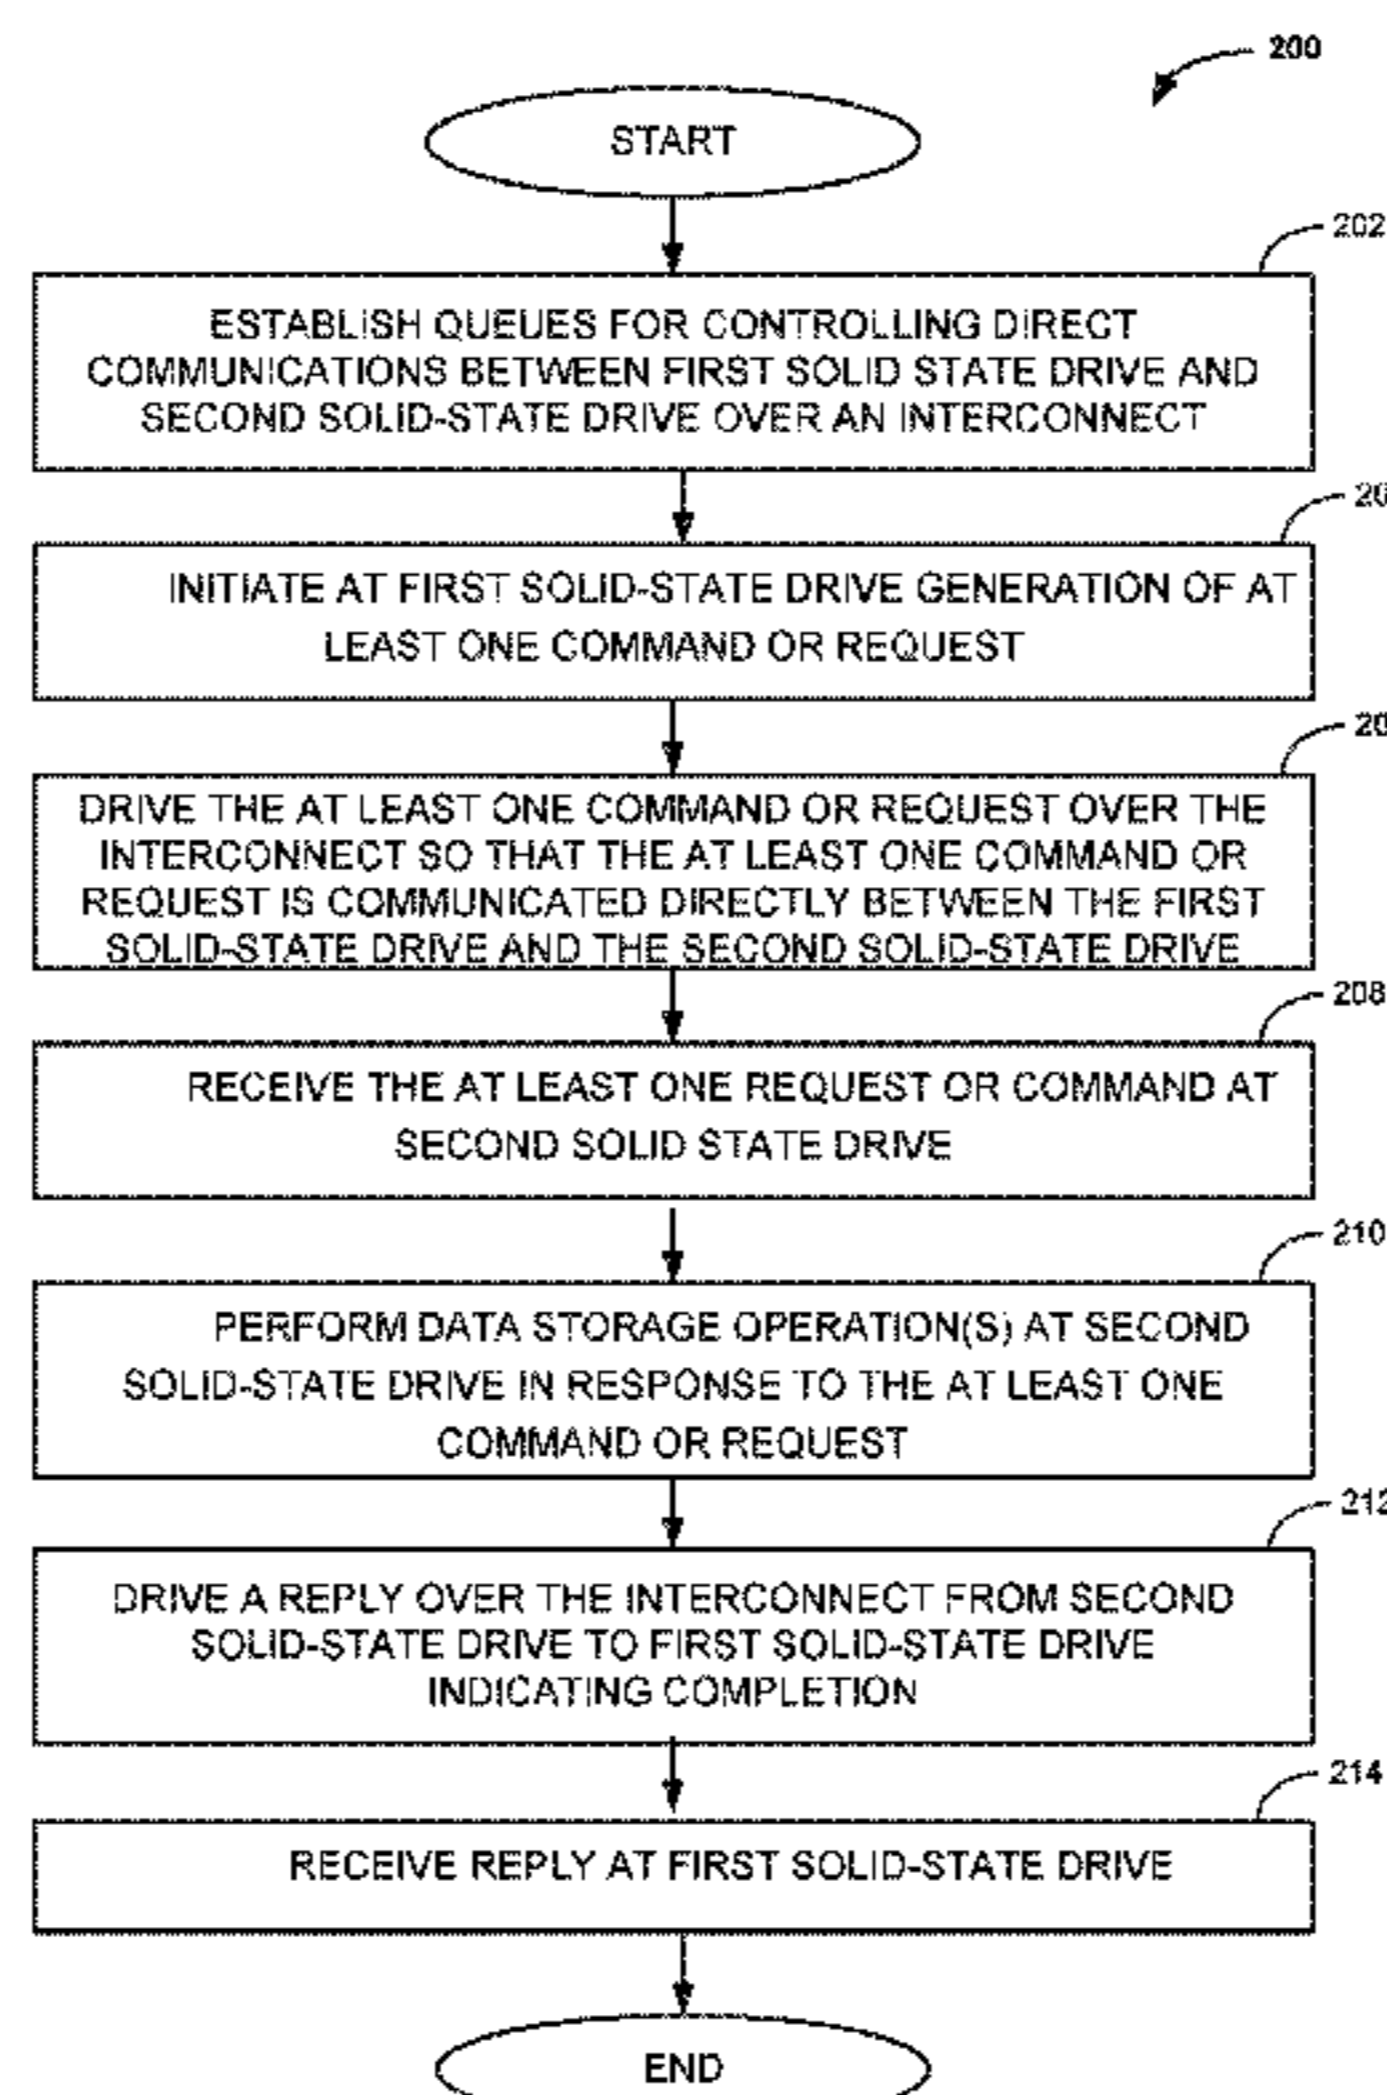 200
START
202
ESTABLISH QUEUES FOR CONTROLLING DIRECT
COMMUNICATIONS BETWEEN FIRST SOLID STATE DRIVE AND
SECOND SOLID-STATE DRIVE OVER AN INTERCONNECT
20
INITIATE AT FIRST SOLID-STATE DRIVE GENERATION OF AT
LEAST ONE COMMAND OR REQUEST
20
DRIVE THE AT LEAST ONE COMMAND OR REQUEST OVER THE
INTERCONNECT SO THAT THE AT LEAST ONE COMMAND OR
REQUEST IS COMMUNICATED DIRECTLY BETWEEN THE FIRST
SOLID-STATE DRIVE AND THE SECOND SOLID-STATE DRIVE
208
RECEIVE THE AT LEAST ONE REQUEST OR COMMAND AT
SECOND SOLID STATE DRIVE
210
PERFORM DATA STORAGE OPERATION(S) AT SECOND
SOLID-STATE DRIVE IN RESPONSE TO THE AT LEAST ONE
COMMAND OR REQUEST
212
DRIVE A REPLY OVER THE INTERCONNECT FROM SECOND
SOLID-STATE DRIVE TO FIRST SOLID-STATE DRIVE
INDICATING COMPLETION
214
RECEIVE REPLY AT FIRST SOLID-STATE DRIVE
END